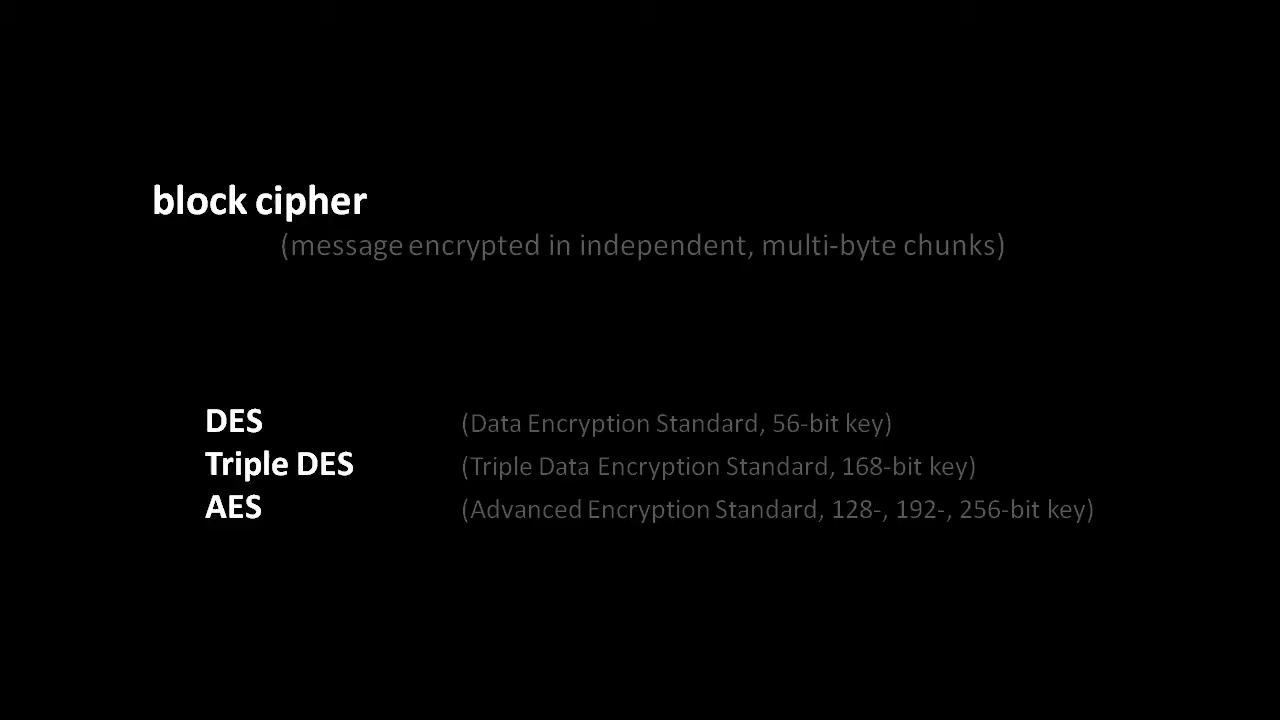 block cipher
(message encrypted in independent, multi-byte chunks)
DES (Data Encryption Standard, 56-bit key)
Triple DES (Triple Data Encryption Standard, 168-bit key)
AES (Advanced Encryption Standard, 128-, 192-, 256-bit key)